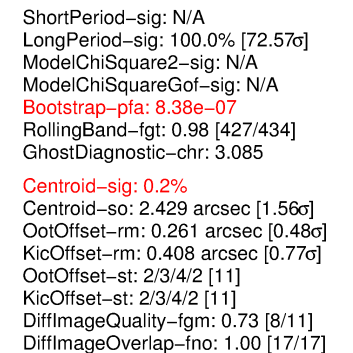 ShortPeriod-sig: N/A
LongPeriod-sig: 100.0% [72.57σ]
ModelChiSquare2-sig: N/A
ModelChiSquareGof-sig: N/A
Bootstrap-pfa: 8.38e-07
RollingBand-fgt: 0.98 [427/434]
GhostDiagnostic-chr: 3.085
Centroid-sig: 0.2%
Centroid-so: 2.429 arcsec [1.56σ]
OotOffset-rm: 0.261 arcsec [0.48σ]
KicOffset-rm: 0.408 arcsec [0.77σ]
OotOffset-st: 2/3/4/2 [11]
KicOffset-st: 2/3/4/2 [11]
DiffImageQuality-fgm: 0.73 [8/11]
DiffImageOverlap-fno: 1.00 [17/17]